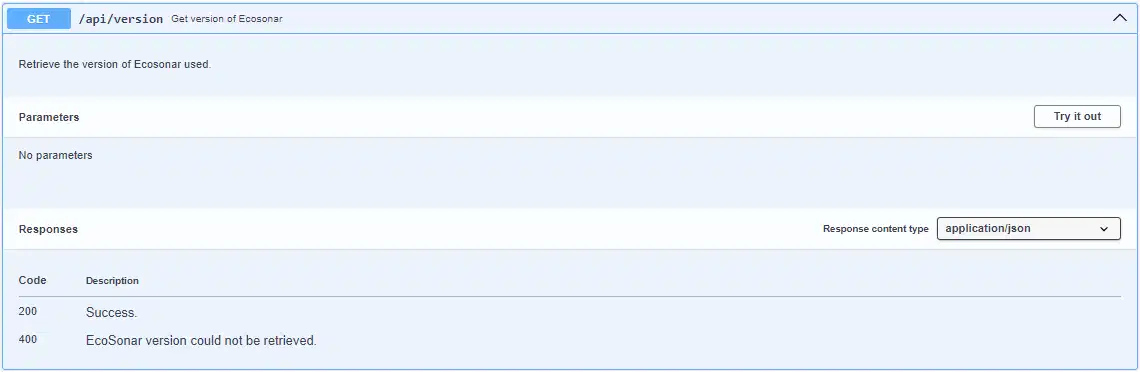 GET /api/version Get version of Ecosonar
Retrieve the version of Ecosonar used.
Parameters Try it out
No parameters
Responses Response content type application/json
Code Description
200 Success.
400 EcoSonar version could not be retrieved.